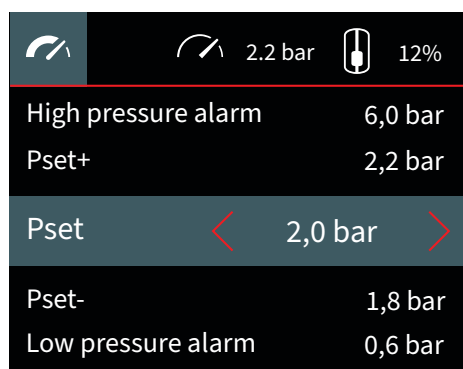 2.2 bar 12%
High pressure alarm 6,0 bar
Pset+ 2,2 bar
Pset 2,0 bar
Pset- 1,8 bar
Low pressure alarm 0,6 bar